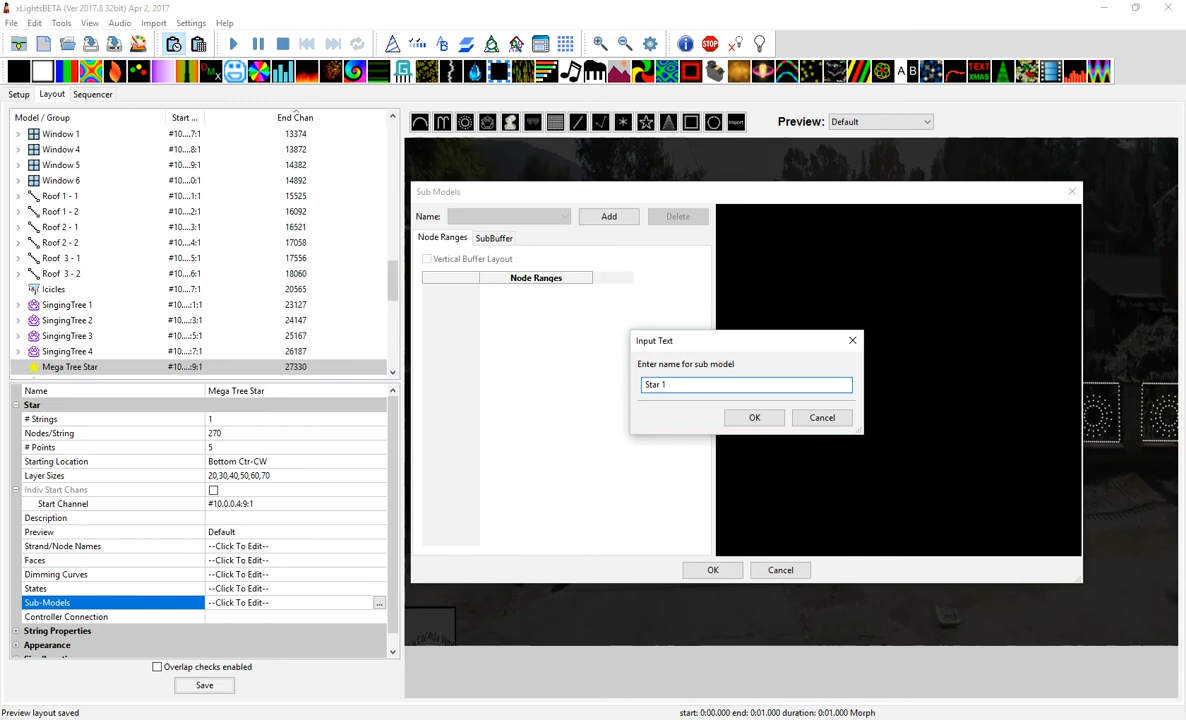 xLightsBETA (Ver 2017.8 32bit) Apr 2, 2017
File Edit Tools View Audio Import Settings Help
Setup Layout Sequencer
Model / Group Start ... End Chan
Window 1 #10....7:1 13374
Window 4 #10....8:1 13872
Window 5 #10....9:1 14382
Window 6 #10....0:1 14892
Roof 1 - 1 #10....1:1 15525
Roof 1 - 2 #10....2:1 16092
Roof 2 - 1 #10....3:1 16521
Roof 2 - 2 #10....4:1 17058
Roof 3 - 1 #10....5:1 17556
Roof 3 - 2 #10....6:1 18060
Icicles #10....7:1 20565
SingingTree 1 #10....:1:1 23127
SingingTree 2 #10....:3:1 24147
SingingTree 3 #10....:5:1 25167
SingingTree 4 #10....:7:1 26187
Mega Tree Star #10....:9:1 27330
Name Mega Tree Star
Star
# Strings 1
Nodes/String 270
# Points 5
Starting Location Bottom Ctr-CW
Layer Sizes 20,30,40,50,60,70
Indiv Start Chans
Start Channel #10.0.0.4:9:1
Description
Preview Default
Strand/Node Names --Click To Edit--
Faces --Click To Edit--
Dimming Curves --Click To Edit--
States --Click To Edit--
Sub-Models --Click To Edit-- ...
Controller Connection
String Properties
Appearance
Overlap checks enabled
Save
Preview: Default
Sub Models
Name: Add Delete
Node Ranges SubBuffer
Vertical Buffer Layout
Node Ranges
Input Text
Enter name for sub model
Star 1
OK Cancel
OK Cancel
Preview layout saved start: 0:00.000 end: 0:01.000 duration: 0:01.000 Morph